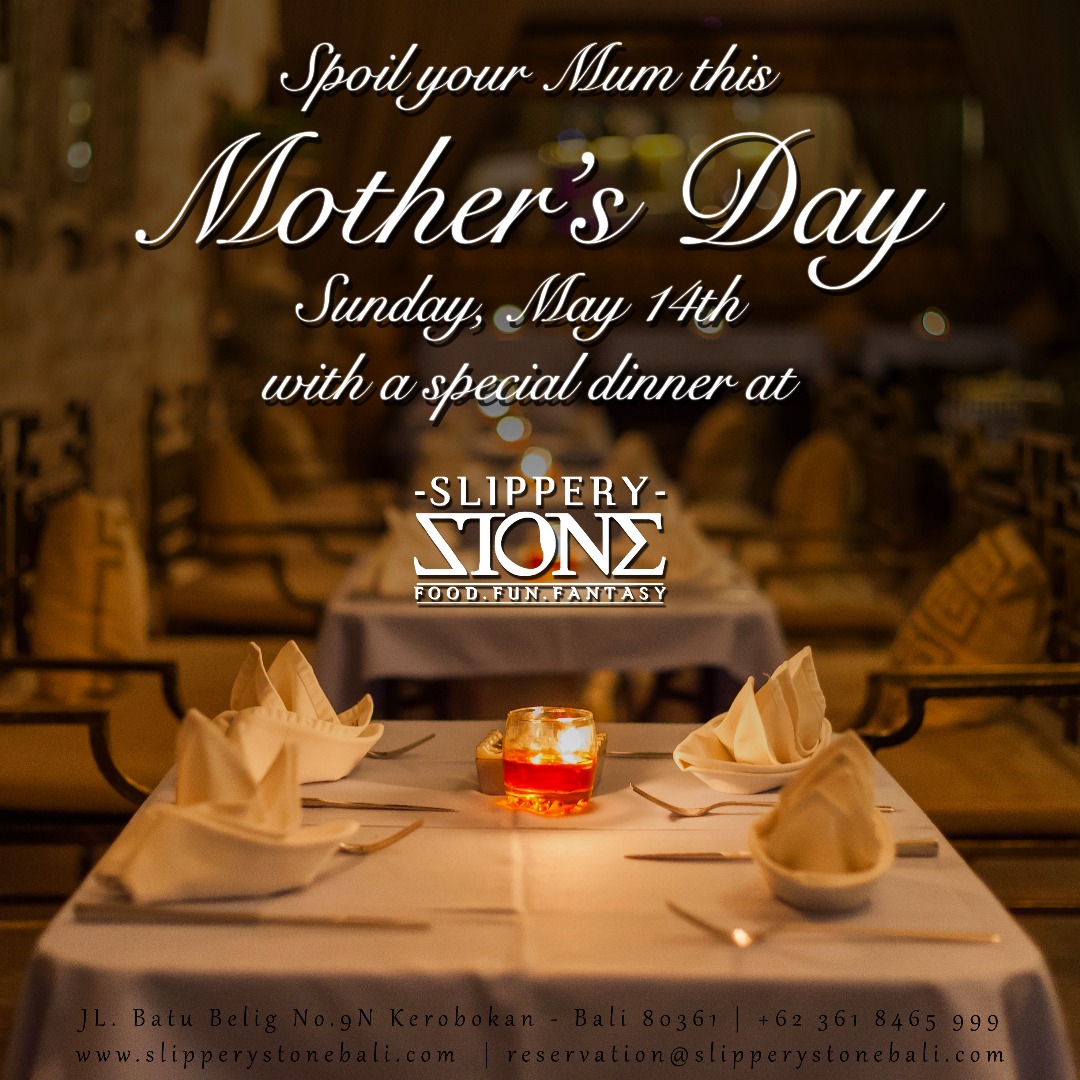 Spoil your Mum this
Mother's Day
Sunday, May 14th
with a special dinner at
-SLIPPERY-
STONE
FOOD.FUN.FANTASY
JL. Batu Belig No.9N Kerobokan - Bali 80361 | +62 361 8465 999
www.slipperystonebali.com | reservation@slipperystonebali.com